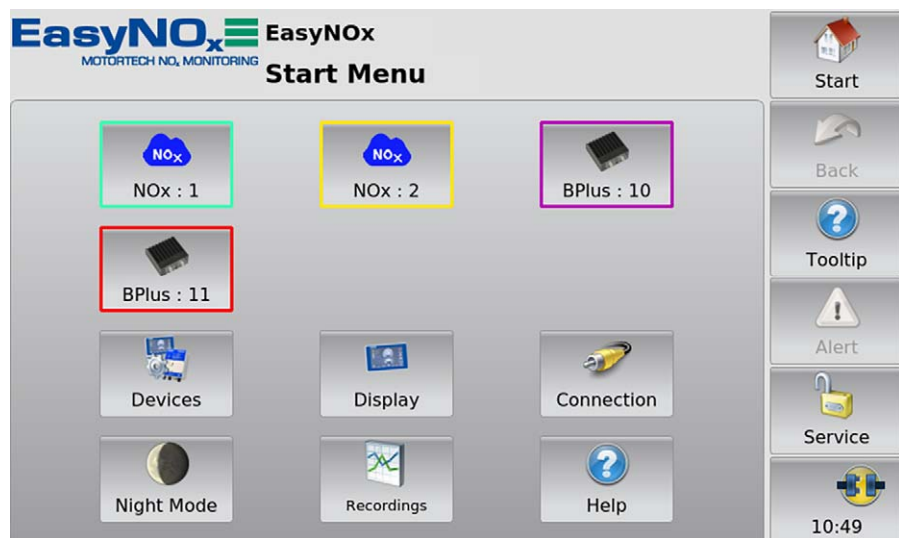 EasyNOx
MOTORTECH NOx MONITORING
EasyNOx
Start Menu
NOx
NOx : 1
NOx
NOx : 2
BPlus : 10
BPlus : 11
Devices
Display
Connection
Night Mode
Recordings
Help
Start
Back
Tooltip
Alert
Service
10:49